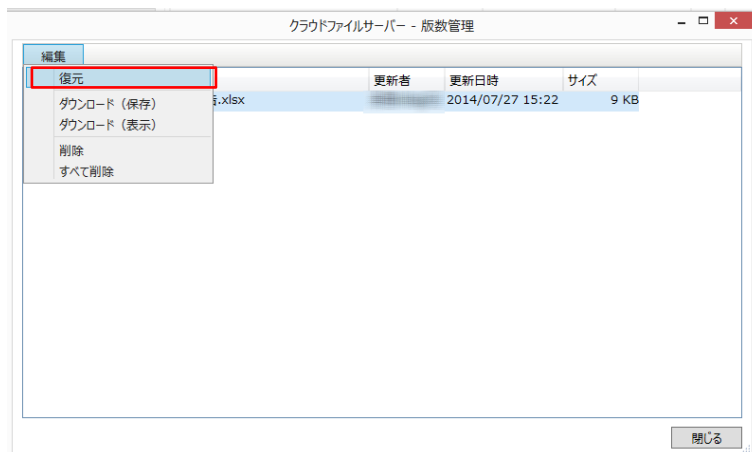 クラウドファイルサーバー - 版数管理
編集
復元
更新者 更新日時 サイズ
ダウンロード（保存） .xlsx 2014/07/27 15:22 9 KB
ダウンロード（表示）
削除
すべて削除
閉じる